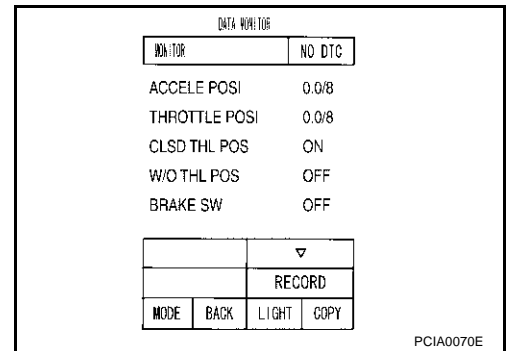 DATA MONITOR
MONITOR NO DTC
ACCELE POSI 0.0/8
THROTTLE POSI 0.0/8
CLSD THL POS ON
W/O THL POS OFF
BRAKE SW OFF
▽
RECORD
MODE BACK LIGHT COPY
PCIA0070E